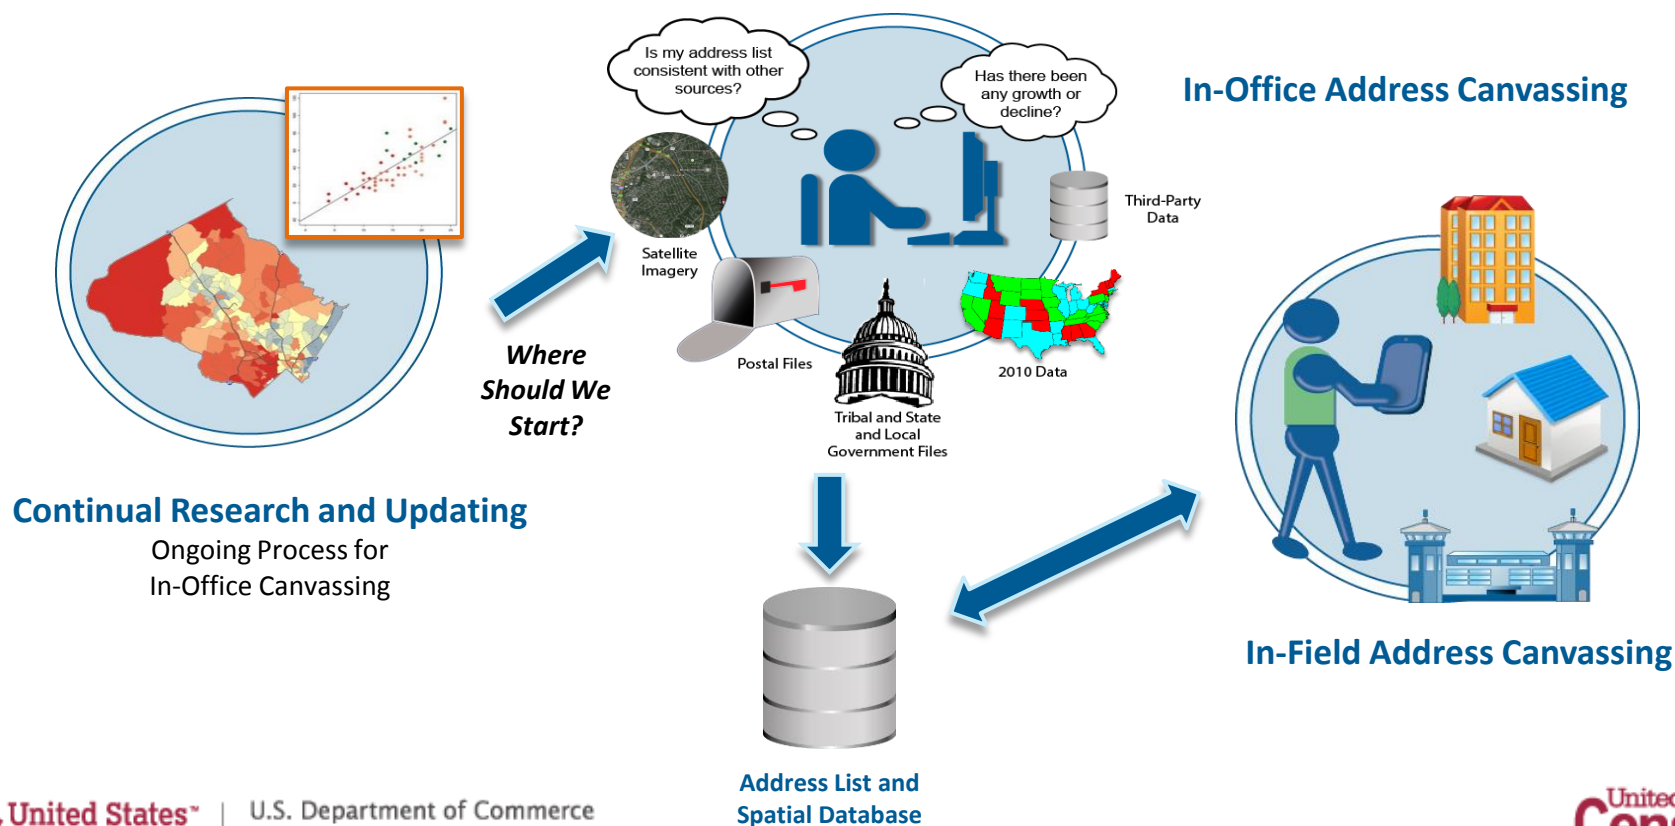 Is my address list
consistent with other
sources?
Has there been
any growth or
decline?
In-Office Address Canvassing
Satellite
Imagery
Third-Party
Data
Postal Files
2010 Data
Tribal and State
and Local
Government Files
Where
Should We
Start?
Continual Research and Updating
Ongoing Process for
In-Office Canvassing
In-Field Address Canvassing
Address List and
Spatial Database
United States™ | U.S. Department of Commerce
United